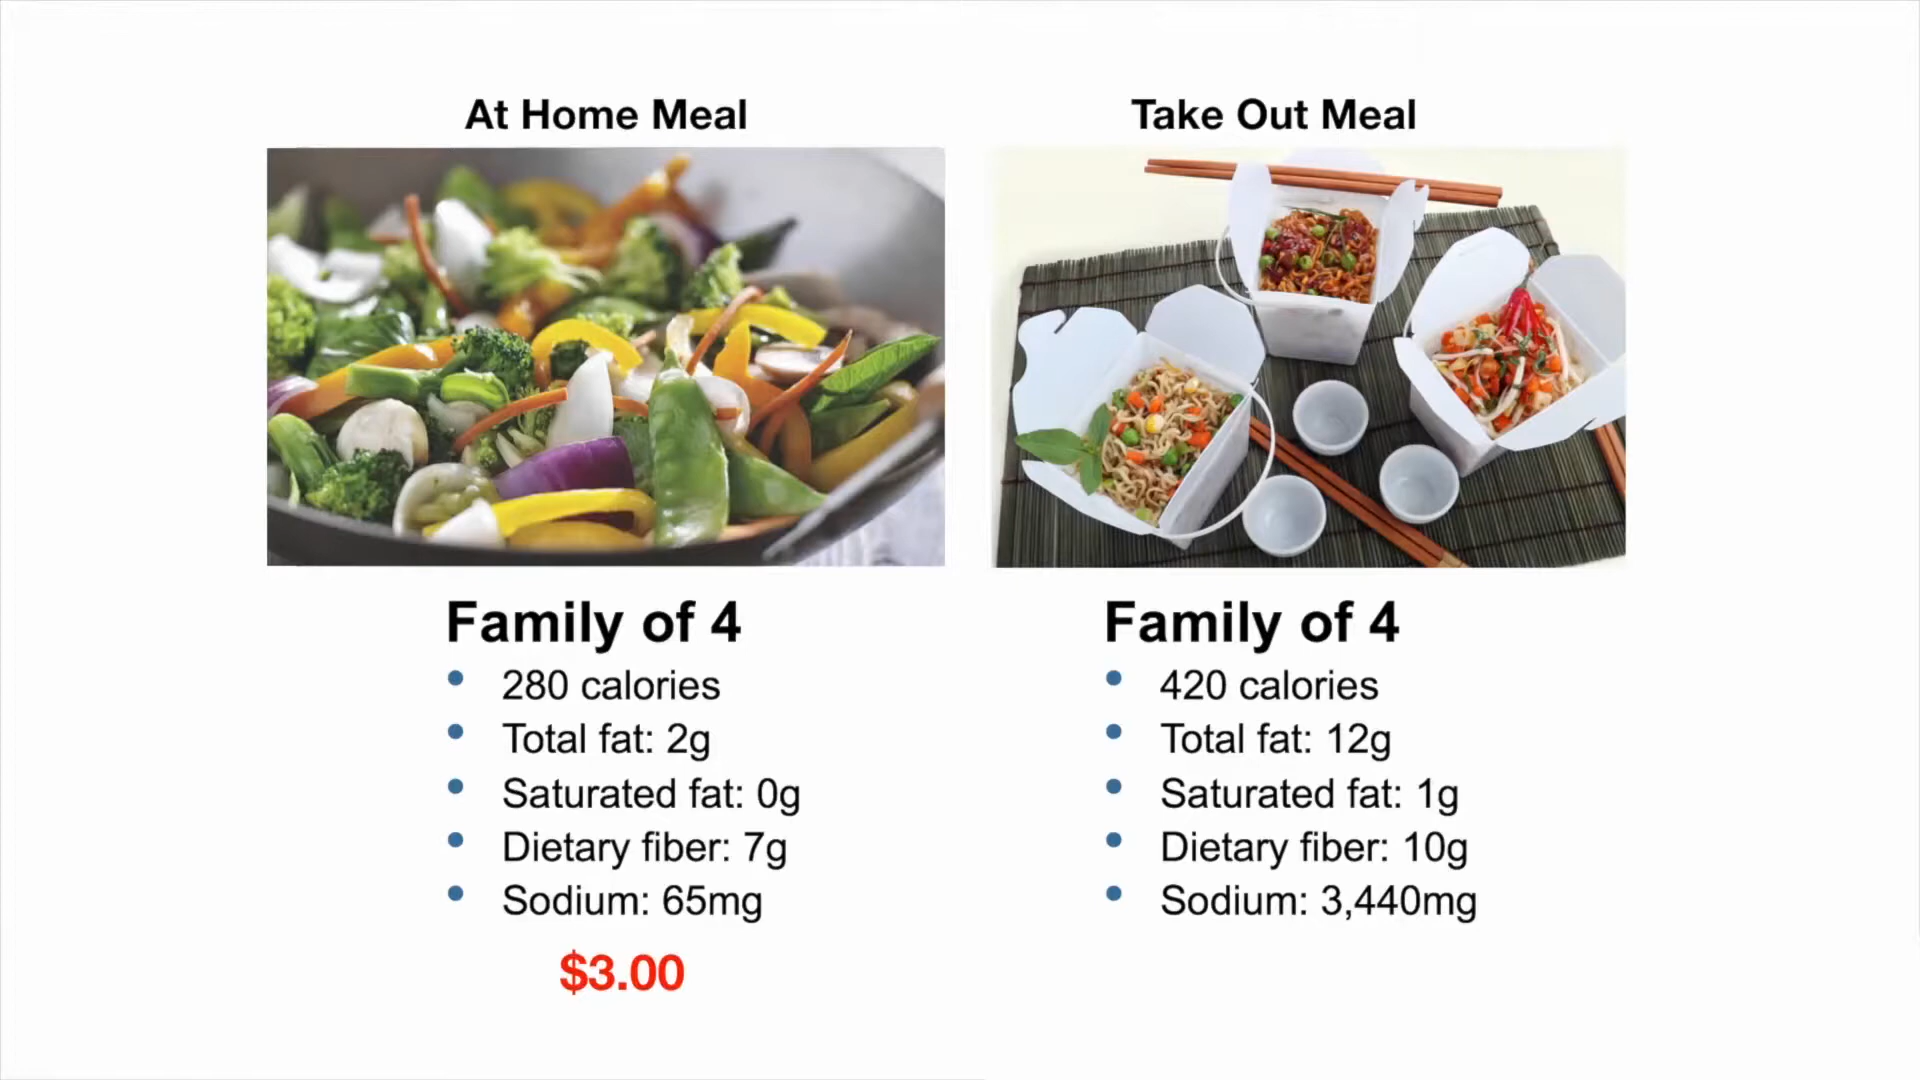 At Home Meal
Take Out Meal
Family of 4
• 280 calories
• Total fat: 2g
• Saturated fat: 0g
• Dietary fiber: 7g
• Sodium: 65mg
$3.00
Family of 4
• 420 calories
• Total fat: 12g
• Saturated fat: 1g
• Dietary fiber: 10g
• Sodium: 3,440mg